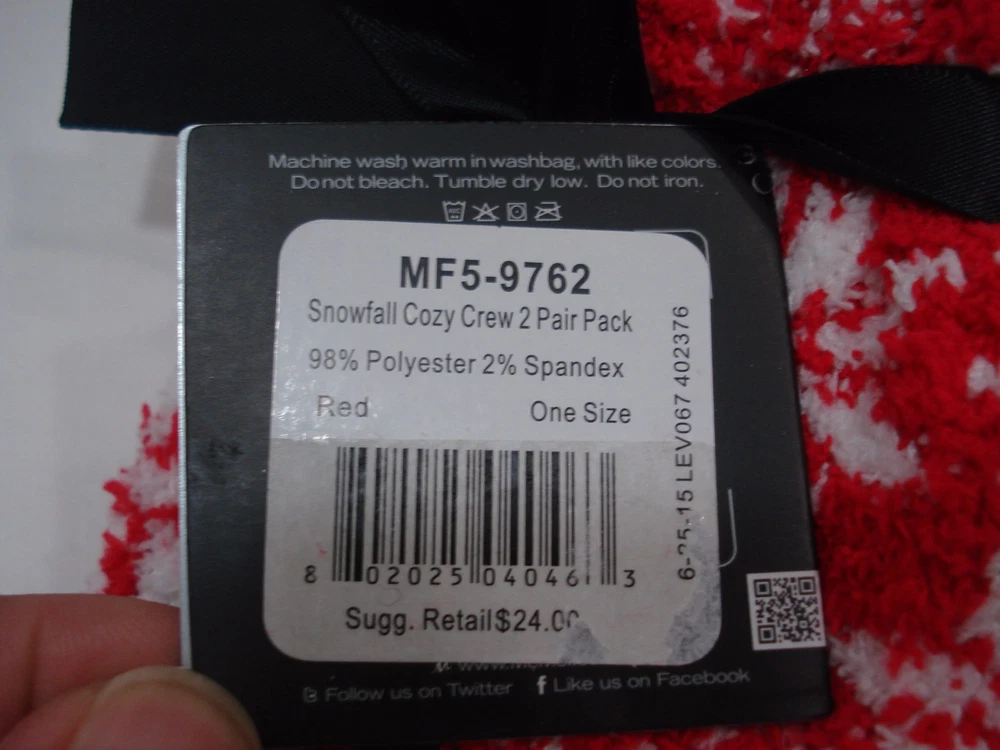 Machine wash warm in washbag, with like colors.
Do not bleach. Tumble dry low. Do not iron.
MF5-9762
Snowfall Cozy Crew 2 Pair Pack
98% Polyester 2% Spandex
Red
One Size
6-25-15 LEV067 402376
8 02025 04046 3
Sugg. Retail $24.00
Follow us on Twitter
f Like us on Facebook